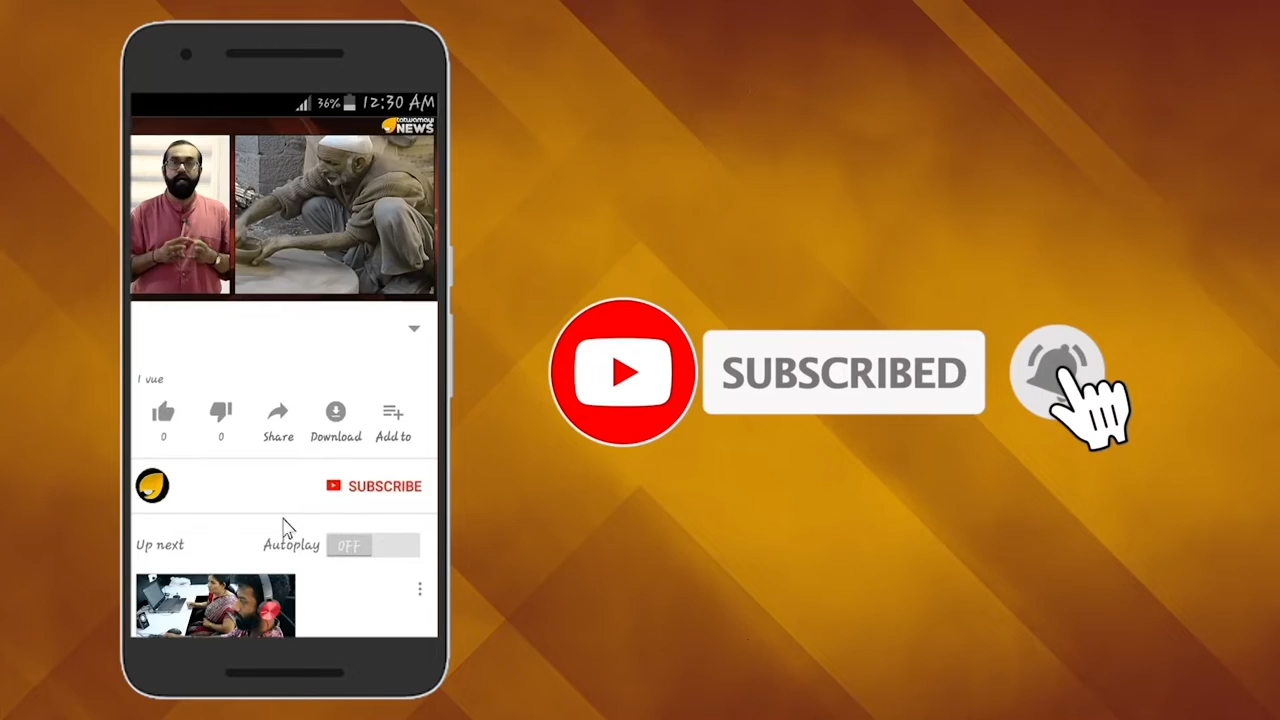 36% 12:30 AM
tatwamayi
NEWS
1 vue
0 0 Share Download Add to
SUBSCRIBE
Up next Autoplay OFF
SUBSCRIBED